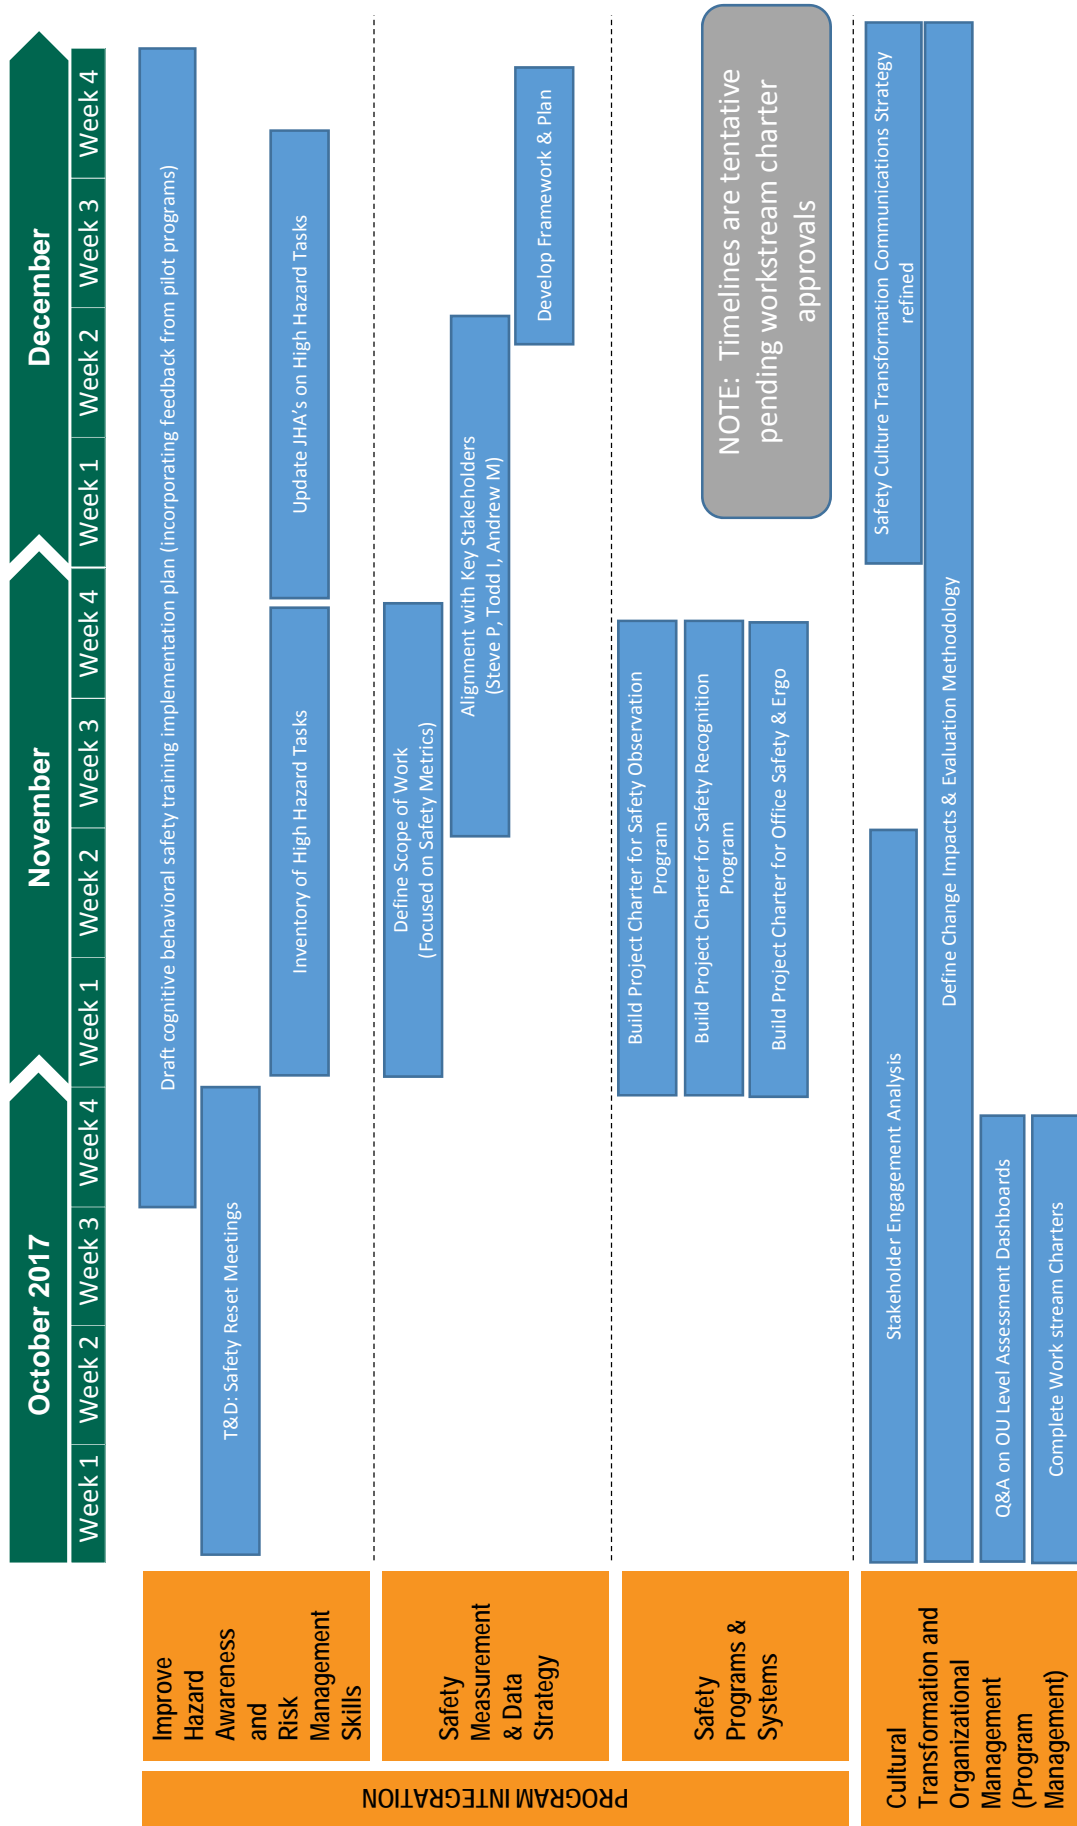 October 2017
November
December
Week 1
Week 2
Week 3
Week 4
Week 1
Week 2
Week 3
Week 4
Week 1
Week 2
Week 3
Week 4
PROGRAM INTEGRATION
Improve
Hazard
Awareness
and
Risk
Management
Skills
Draft cognitive behavioral safety training implementation plan (incorporating feedback from pilot programs)
T&D: Safety Reset Meetings
Inventory of High Hazard Tasks
Update JHA's on High Hazard Tasks
Safety
Measurement
& Data
Strategy
Define Scope of Work
(Focused on Safety Metrics)
Alignment with Key Stakeholders
(Steve P, Todd I, Andrew M)
Develop Framework & Plan
Safety
Programs &
Systems
Build Project Charter for Safety Observation
Program
Build Project Charter for Safety Recognition
Program
Build Project Charter for Office Safety & Ergo
NOTE: Timelines are tentative
pending workstream charter
approvals
Cultural
Transformation and
Organizational
Management
(Program
Management)
Stakeholder Engagement Analysis
Safety Culture Transformation Communications Strategy
refined
Define Change Impacts & Evaluation Methodology
Q&A on OU Level Assessment Dashboards
Complete Work stream Charters